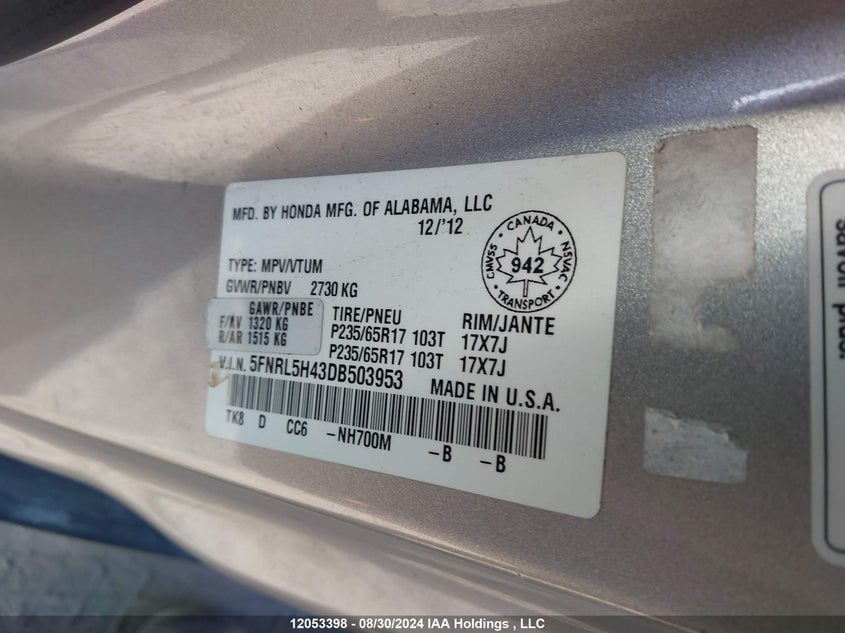 MFD. BY HONDA MFG. OF ALABAMA, LLC
12/'12
TYPE: MPV/VTUM
GVWR/PNBV 2730 KG
GAWR/PNBE TIRE/PNEU RIM/JANTE
F/AV 1320 KG P235/65R17 103T 17X7J
R/AR 1515 KG P235/65R17 103T 17X7J
V.I.N. 5FNRL5H43DB503953 MADE IN U.S.A.
TK8 D CC6 -NH700M -B -B
CANADA
CMVSS 942 NSVAC
TRANSPORT
savoir plus.
12053398 - 08/30/2024 IAA Holdings , LLC